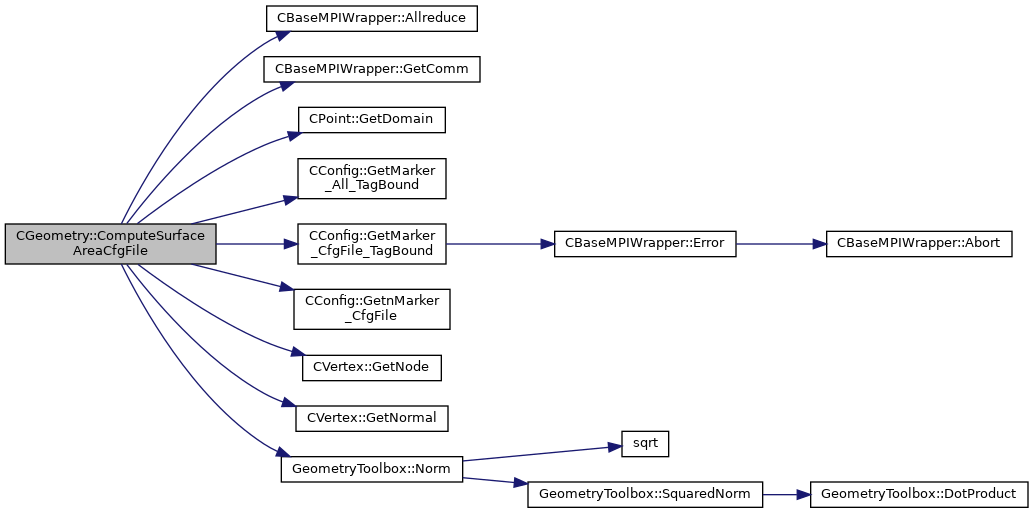 CGeometry::ComputeSurface
AreaCfgFile
CBaseMPIWrapper::Allreduce
CBaseMPIWrapper::GetComm
CPoint::GetDomain
CConfig::GetMarker
_All_TagBound
CConfig::GetMarker
_CfgFile_TagBound
CBaseMPIWrapper::Error
CBaseMPIWrapper::Abort
CConfig::GetnMarker
_CfgFile
CVertex::GetNode
CVertex::GetNormal
GeometryToolbox::Norm
sqrt
GeometryToolbox::SquaredNorm
GeometryToolbox::DotProduct